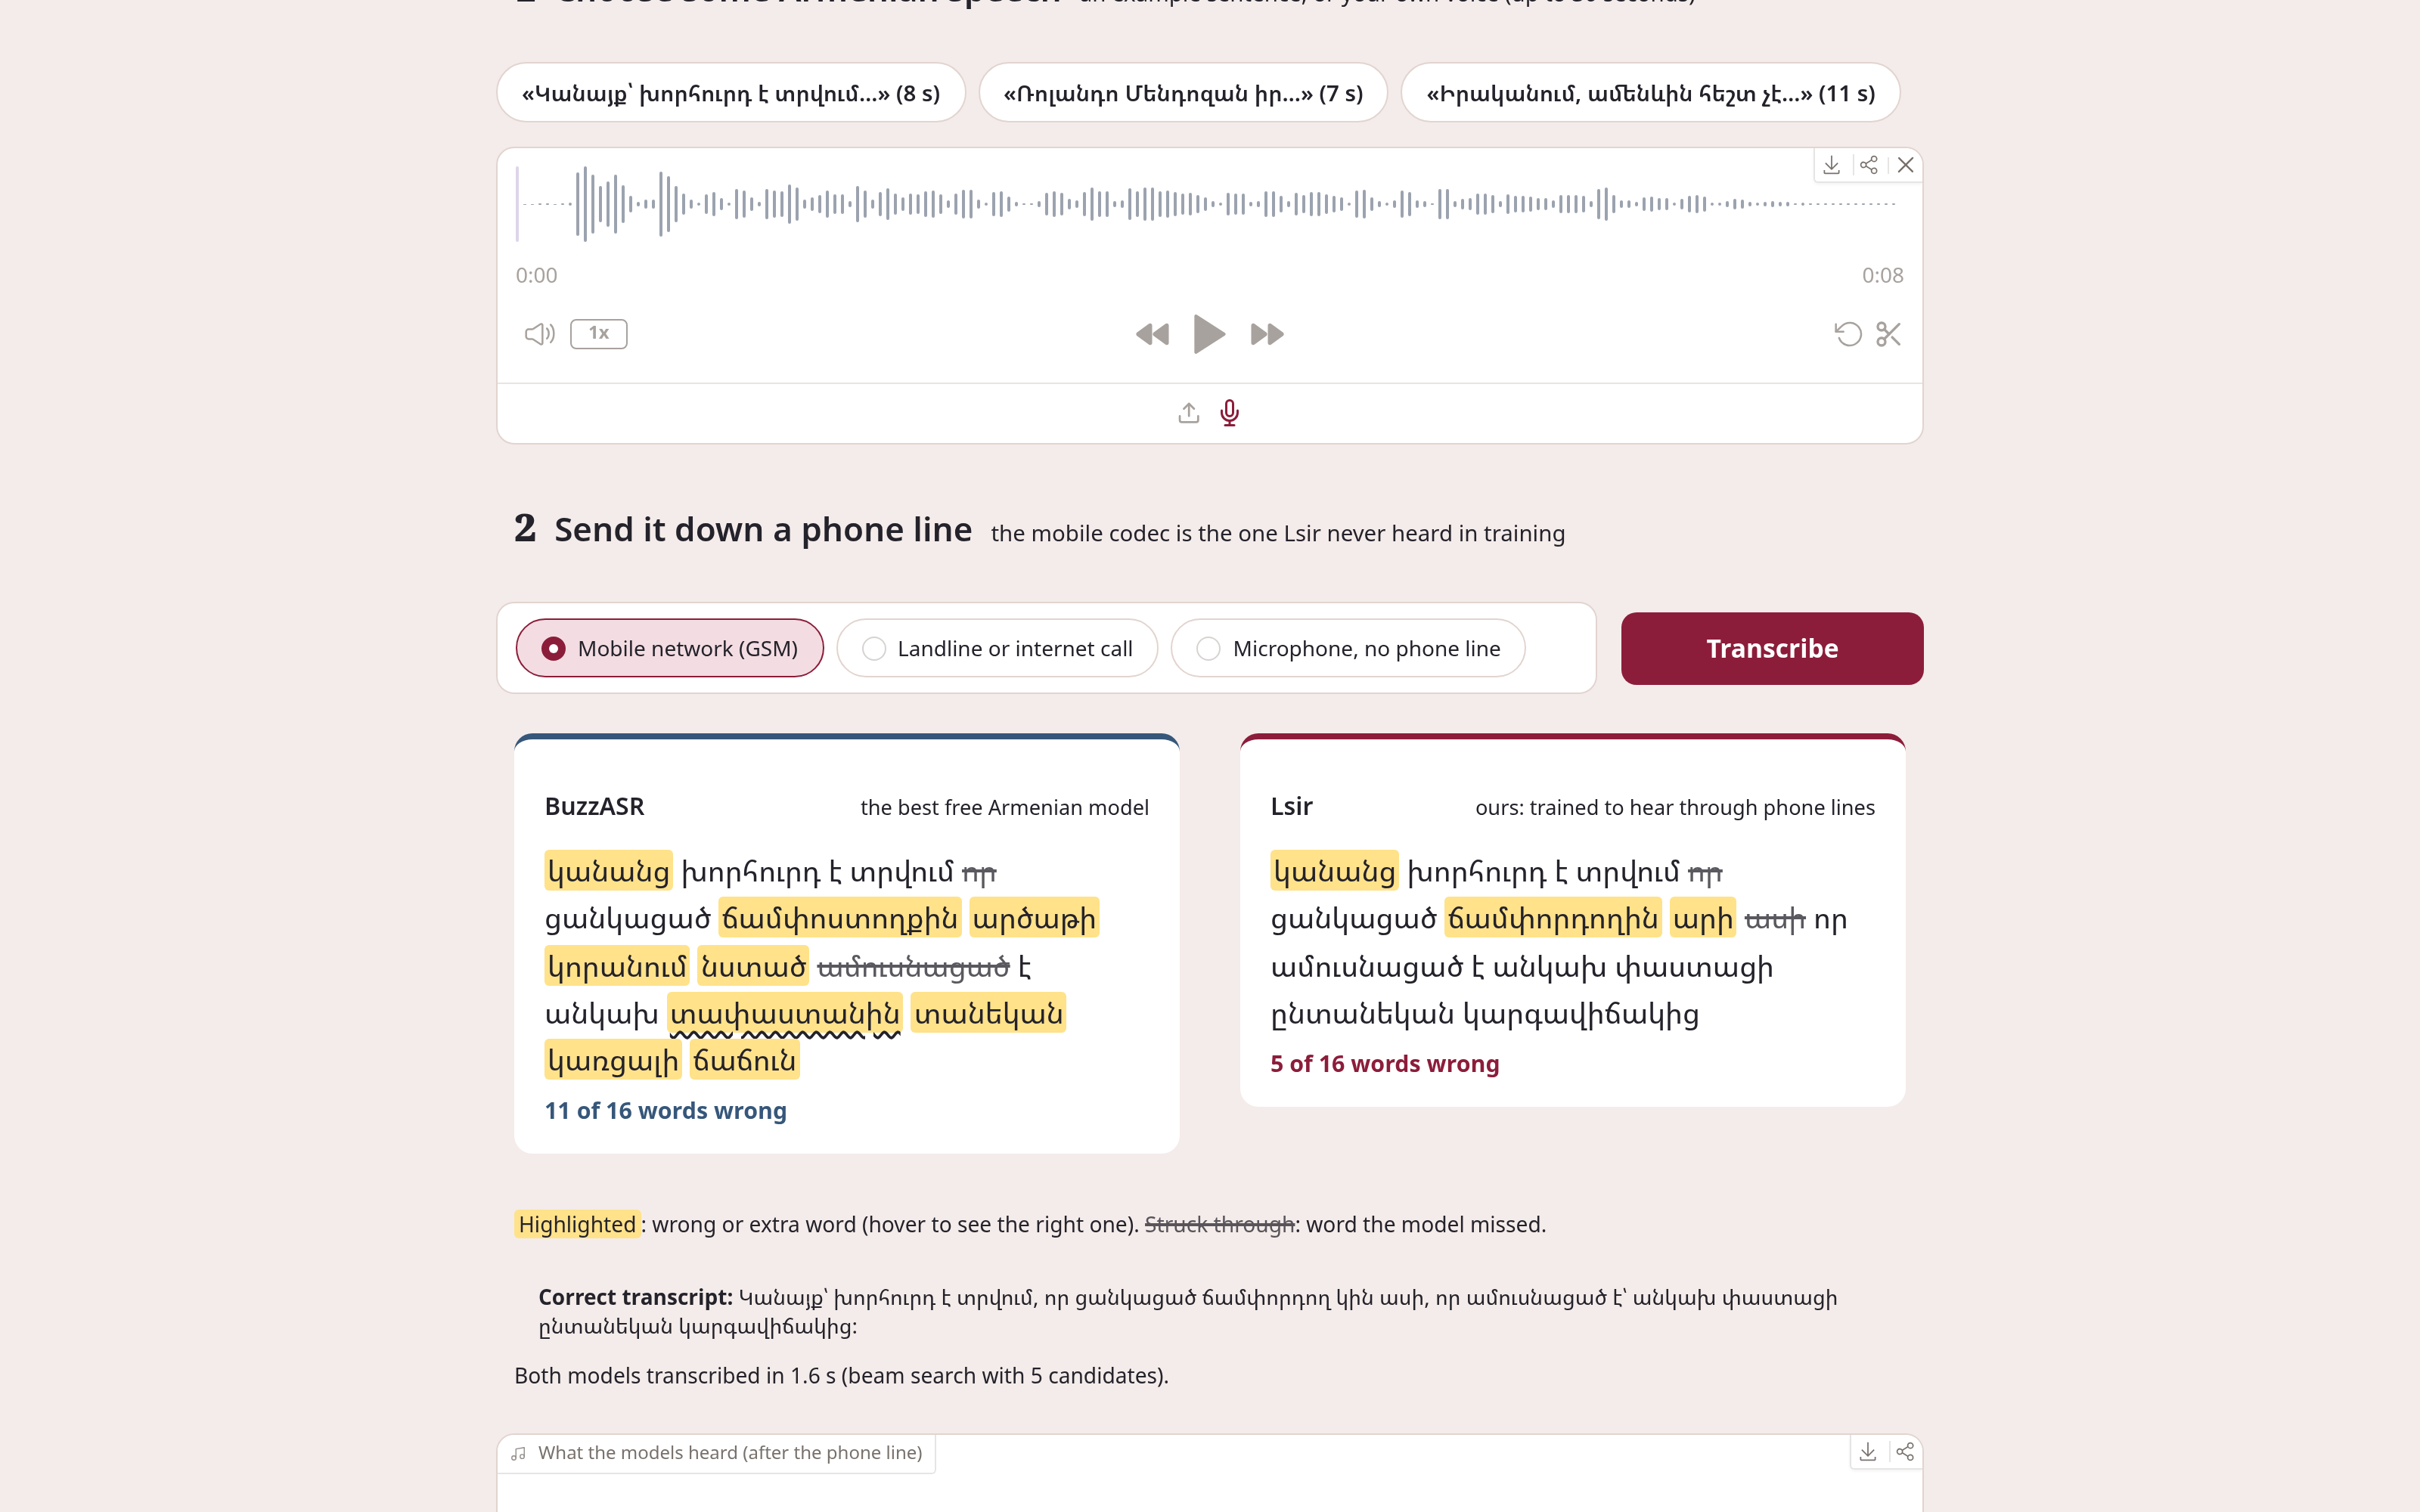 «Կանայք՝ խորհուրդ է տրվում...» (8 s)
«Ռոլանդո Մենդոզան իր...» (7 s)
«Իրականում, ամենևին հեշտ չէ...» (11 s)
0:00
0:08
1x
2 Send it down a phone line the mobile codec is the one Lsir never heard in training
Mobile network (GSM)
Landline or internet call
Microphone, no phone line
Transcribe
BuzzASR the best free Armenian model
կանանց խորհուրդ է տրվում որ
ցանկացած ճամփոստողքին արծաթի
կորանում նստած ամուսնացած է
անկախ տափաստանին տանեկան
կառցալի ճաճուն
11 of 16 words wrong
Lsir ours: trained to hear through phone lines
կանանց խորհուրդ է տրվում որ
ցանկացած ճամփորդողին արի ասի որ
ամուսնացած է անկախ փաստացի
ընտանեկան կարգավիճակից
5 of 16 words wrong
Highlighted: wrong or extra word (hover to see the right one). Struck through: word the model missed.
Correct transcript: Կանայք՝ խորհուրդ է տրվում, որ ցանկացած ճամփորդող կին ասի, որ ամուսնացած է՝ անկախ փաստացի
ընտանեկան կարգավիճակից:
Both models transcribed in 1.6 s (beam search with 5 candidates).
What the models heard (after the phone line)